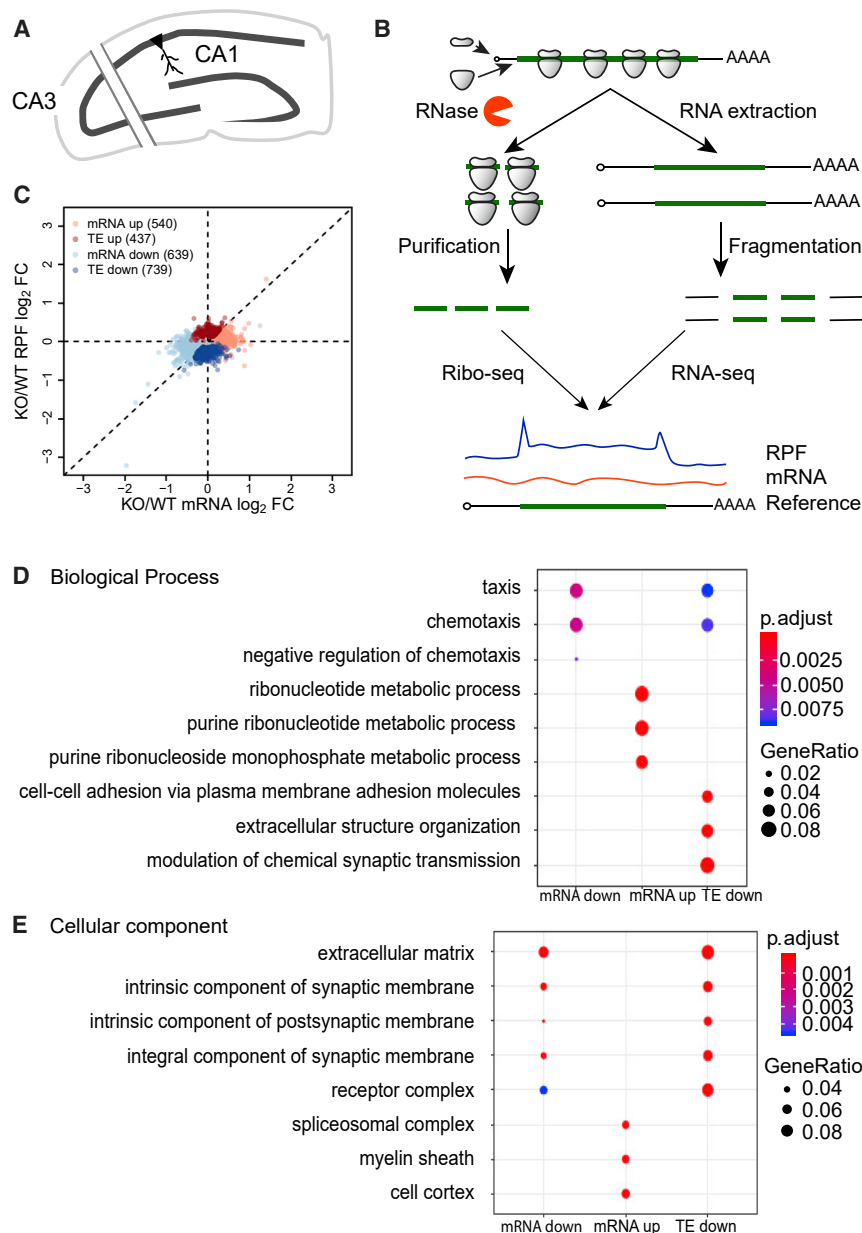 A
CA1
CA3
B
AAAA
RNase
RNA extraction
AAAA
AAAA
Purification
Fragmentation
Ribo-seq
RNA-seq
RPF
mRNA
AAAA
Reference
C
mRNA up (540)
TE up (437)
mRNA down (639)
TE down (739)
KO/WT RPF log2 FC
3
2
1
0
−1
−2
−3
−3 −2 −1 0 1 2 3
KO/WT mRNA log2 FC
D Biological Process
taxis
chemotaxis
negative regulation of chemotaxis
ribonucleotide metabolic process
purine ribonucleotide metabolic process
purine ribonucleoside monophosphate metabolic process
cell-cell adhesion via plasma membrane adhesion molecules
extracellular structure organization
modulation of chemical synaptic transmission
mRNA down mRNA up TE down
p.adjust
0.0025
0.0050
0.0075
GeneRatio
0.02
0.04
0.06
0.08
E Cellular component
extracellular matrix
intrinsic component of synaptic membrane
intrinsic component of postsynaptic membrane
integral component of synaptic membrane
receptor complex
spliceosomal complex
myelin sheath
cell cortex
mRNA down mRNA up TE down
p.adjust
0.001
0.002
0.003
0.004
GeneRatio
0.04
0.06
0.08